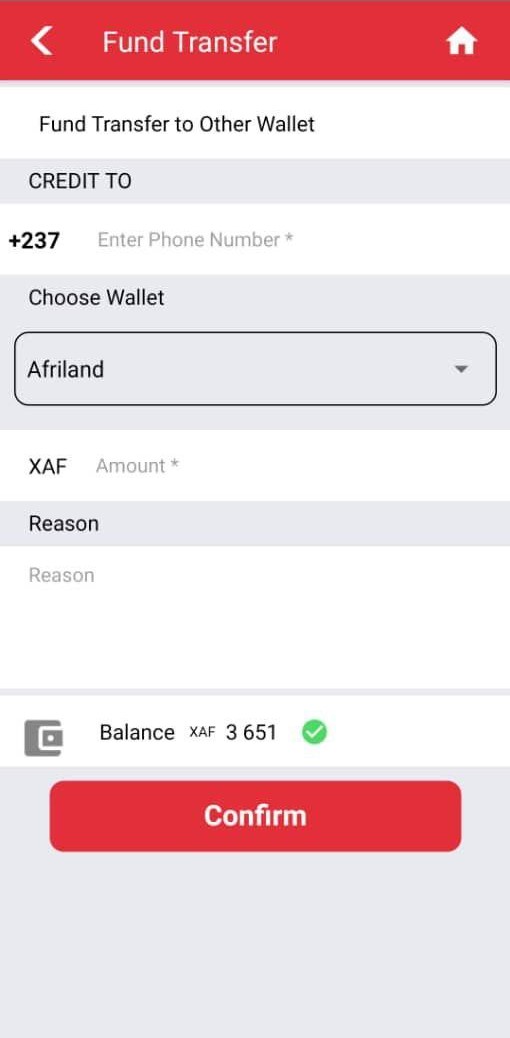 Fund Transfer
Fund Transfer to Other Wallet
CREDIT TO
+237 Enter Phone Number *
Choose Wallet
Afriland
XAF Amount *
Reason
Reason
Balance XAF 3 651
Confirm